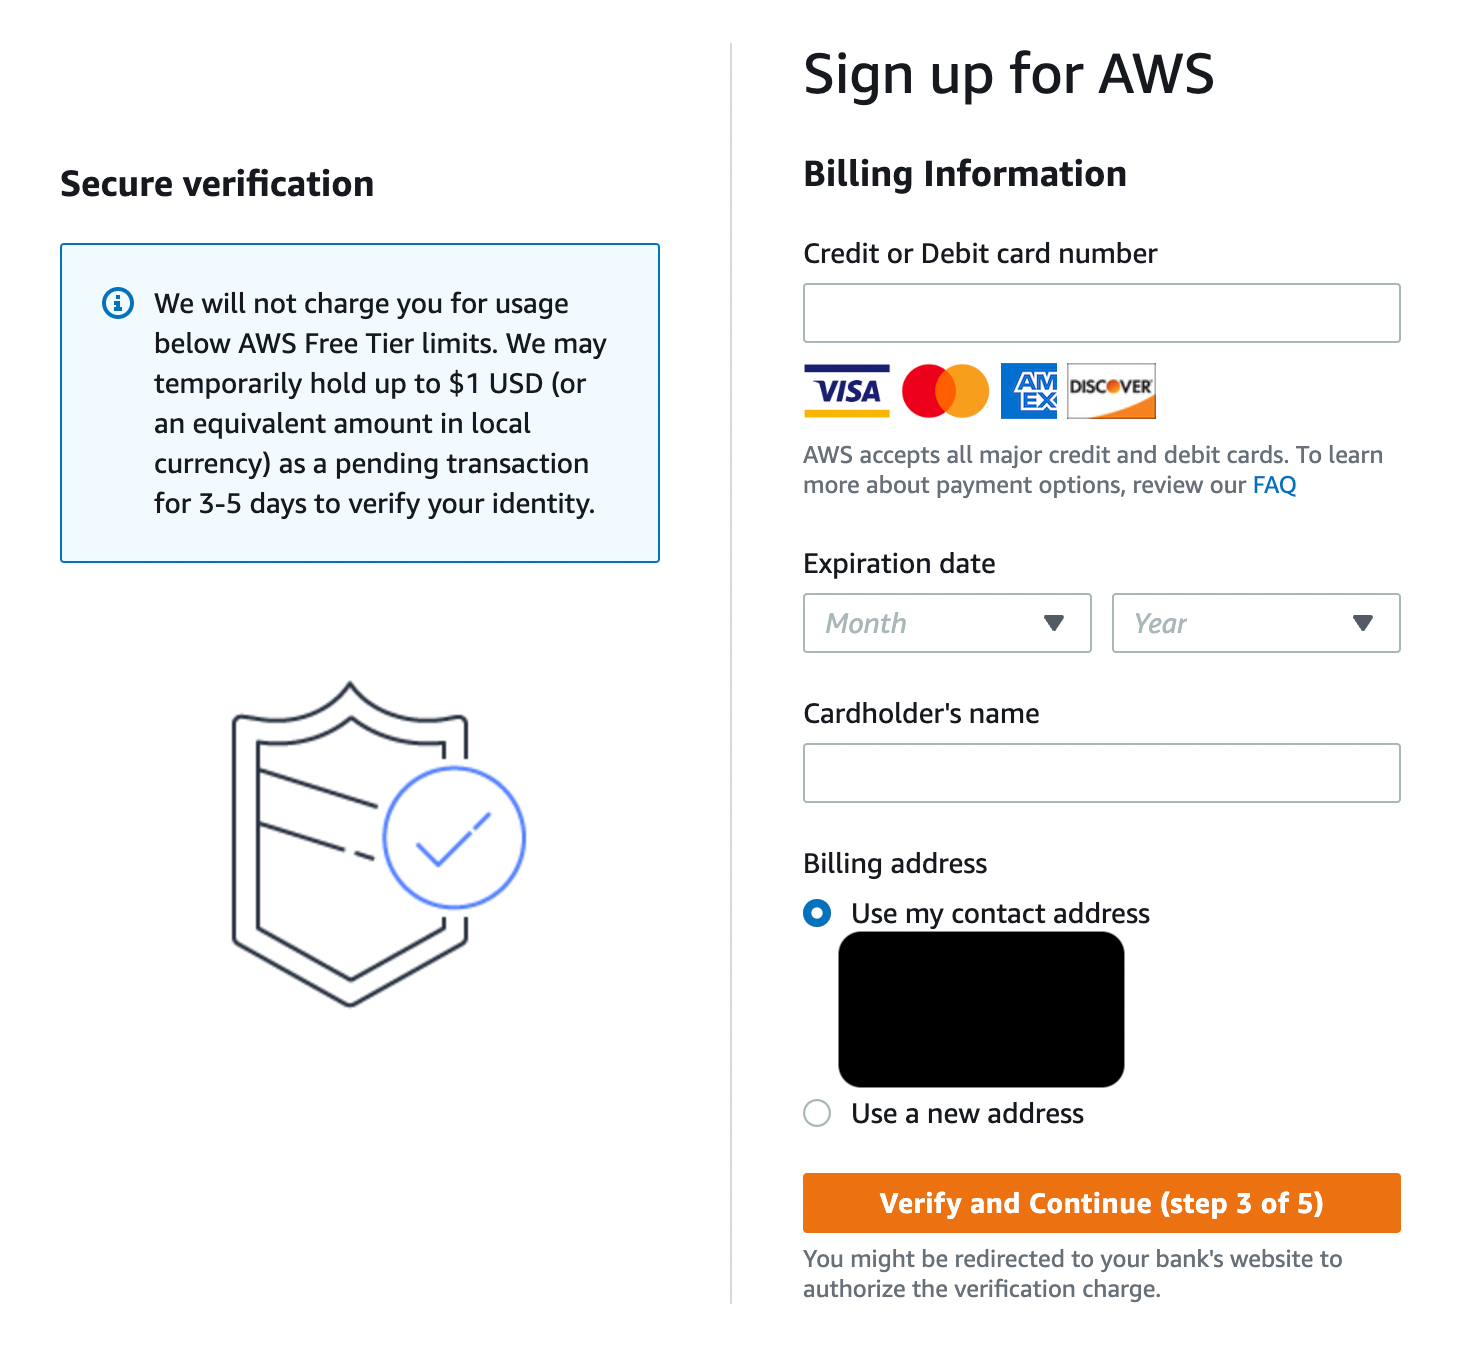 Sign up for AWS
Secure verification
We will not charge you for usage
below AWS Free Tier limits. We may
temporarily hold up to $1 USD (or
an equivalent amount in local
currency) as a pending transaction
for 3-5 days to verify your identity.
Billing Information
Credit or Debit card number
VISA
AM
EX
DISCOVER
AWS accepts all major credit and debit cards. To learn
more about payment options, review our FAQ
Expiration date
Month
Year
Cardholder's name
Billing address
Use my contact address
Use a new address
Verify and Continue (step 3 of 5)
You might be redirected to your bank's website to
authorize the verification charge.